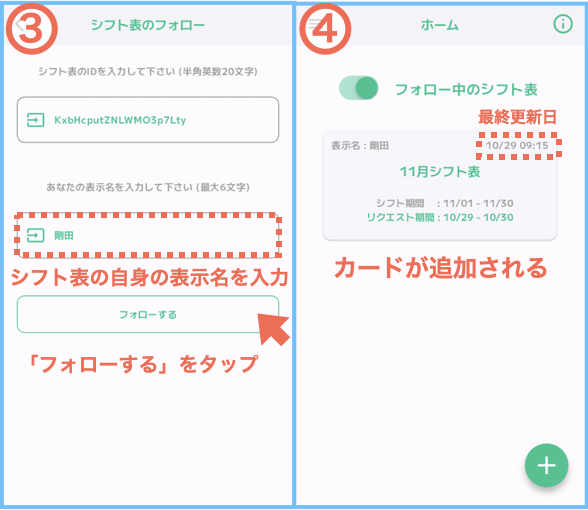 ③
シフト表のフォロー
シフト表のIDを入力して下さい (半角英数20文字)
KxbHcputZNLWMO3p7Lty
あなたの表示名を入力して下さい (最大6文字)
剛田
シフト表の自身の表示名を入力
フォローする
「フォローする」をタップ
④
ホーム
フォロー中のシフト表
最終更新日
表示名 : 剛田
10/29 09:15
11月シフト表
シフト期間 : 11/01 - 11/30
リクエスト期間 : 10/29 - 10/30
カードが追加される